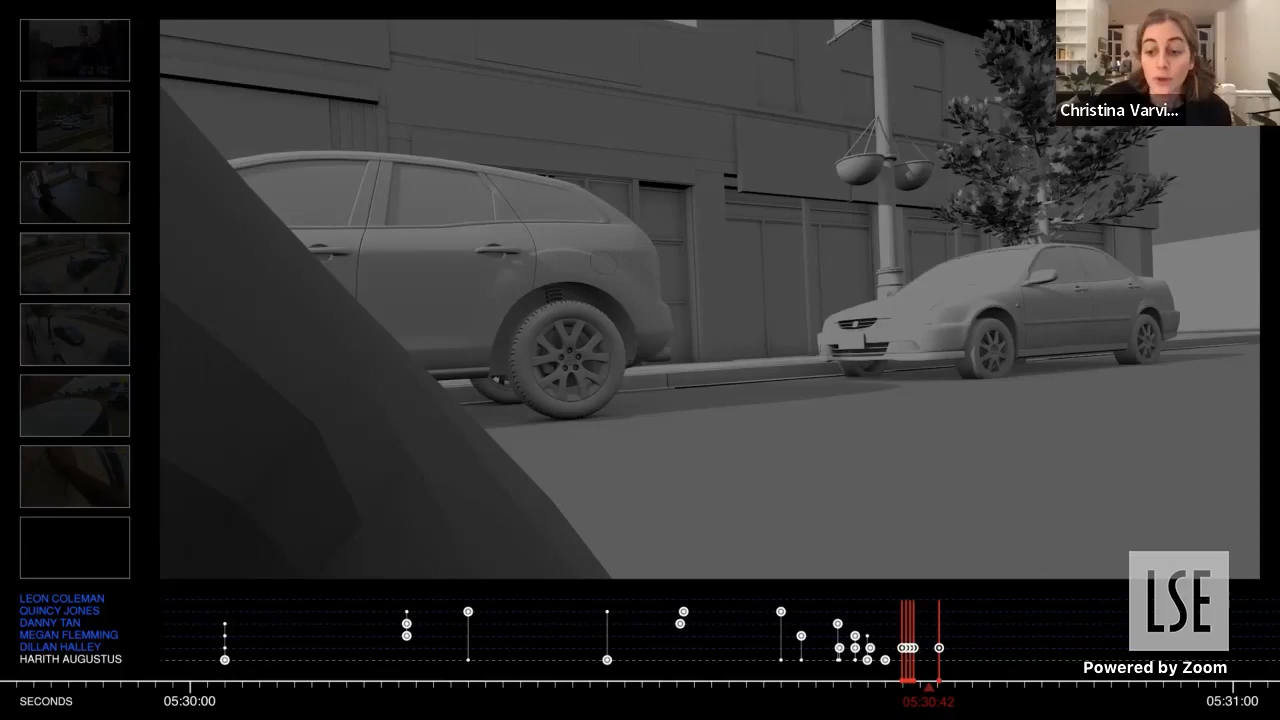 Christina Varvi...
LEON COLEMAN
QUINCY JONES
DANNY TAN
MEGAN FLEMMING
DILLAN HALLEY
HARITH AUGUSTUS
LSE
Powered by Zoom
SECONDS
05:30:00
05:30:42
05:31:00